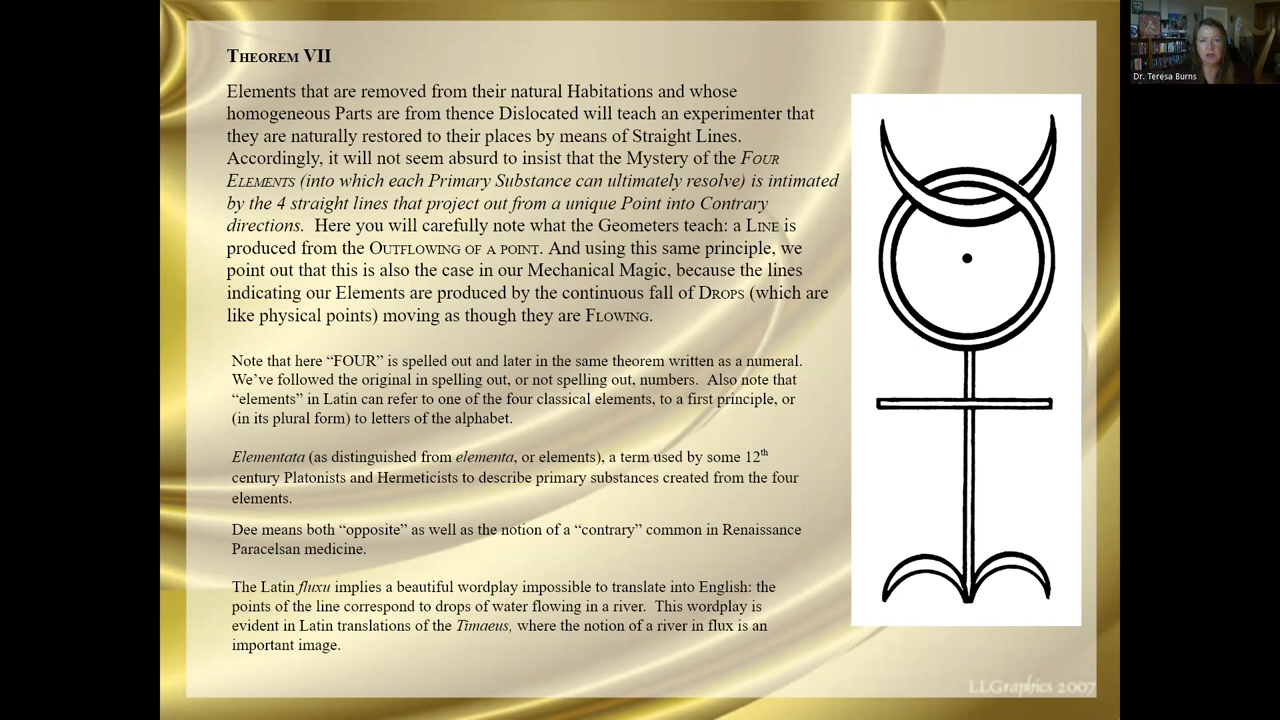 THEOREM VII
Elements that are removed from their natural Habitations and whose
homogeneous Parts are from thence Dislocated will teach an experimenter that
they are naturally restored to their places by means of Straight Lines.
Accordingly, it will not seem absurd to insist that the Mystery of the FOUR
ELEMENTS (into which each Primary Substance can ultimately resolve) is intimated
by the 4 straight lines that project out from a unique Point into Contrary
directions. Here you will carefully note what the Geometers teach: a LINE is
produced from the OUTFLOWING OF A POINT. And using this same principle, we
point out that this is also the case in our Mechanical Magic, because the lines
indicating our Elements are produced by the continuous fall of DROPS (which are
like physical points) moving as though they are FLOWING.
Note that here “FOUR” is spelled out and later in the same theorem written as a numeral.
We’ve followed the original in spelling out, or not spelling out, numbers. Also note that
“elements” in Latin can refer to one of the four classical elements, to a first principle, or
(in its plural form) to letters of the alphabet.
Elementata (as distinguished from elementa, or elements), a term used by some 12th
century Platonists and Hermeticists to describe primary substances created from the four
elements.
Dee means both “opposite” as well as the notion of a “contrary” common in Renaissance
Paracelsan medicine.
The Latin fluxu implies a beautiful wordplay impossible to translate into English: the
points of the line correspond to drops of water flowing in a river. This wordplay is
evident in Latin translations of the Timaeus, where the notion of a river in flux is an
important image.
LLGraphics 2007
Dr. Teresa Burns